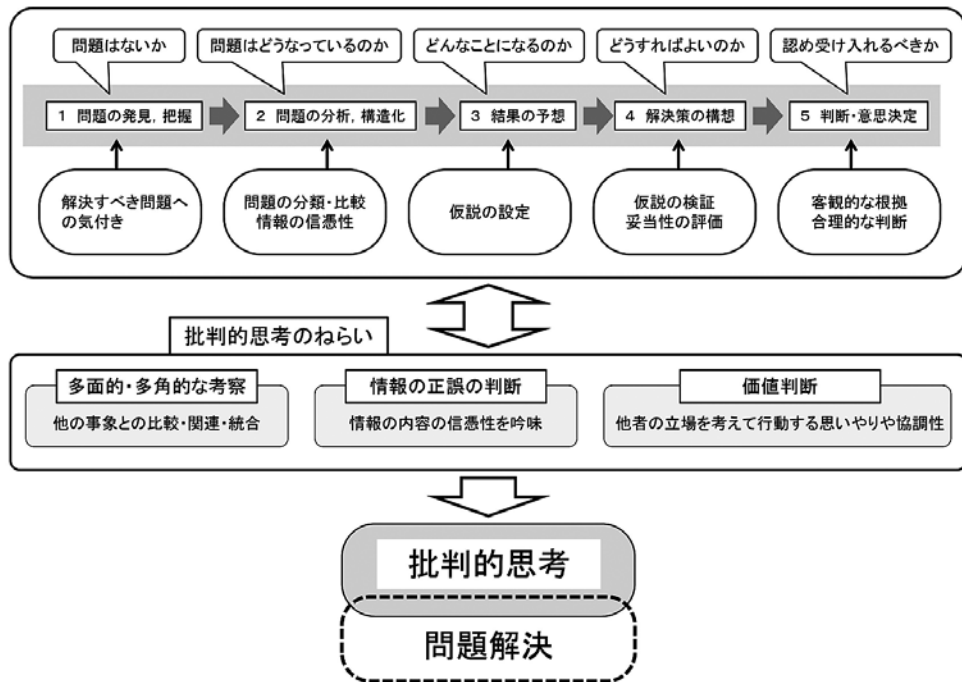 問題はないか
問題はどうなっているのか
どんなことになるのか
どうすればよいのか
認め受け入れるべきか
1 問題の発見,把握
2 問題の分析,構造化
3 結果の予想
4 解決策の構想
5 判断・意思決定
解決すべき問題へ
の気付き
問題の分類・比較
情報の信憑性
仮説の設定
仮説の検証
妥当性の評価
客観的な根拠
合理的な判断
批判的思考のねらい
多面的・多角的な考察
他の事象との比較・関連・統合
情報の正誤の判断
情報の内容の信憑性を吟味
価値判断
他者の立場を考えて行動する思いやりや協調性
批判的思考
問題解決